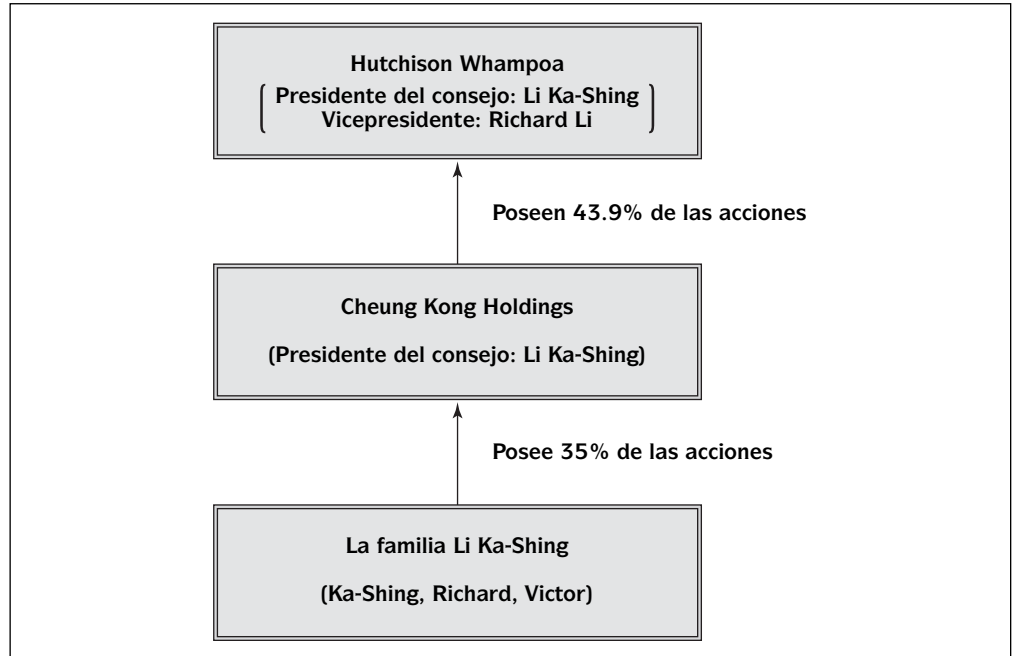 Hutchison Whampoa
Presidente del consejo: Li Ka-Shing
Vicepresidente: Richard Li
Poseen 43.9% de las acciones
Cheung Kong Holdings
(Presidente del consejo: Li Ka-Shing)
Posee 35% de las acciones
La familia Li Ka-Shing
(Ka-Shing, Richard, Victor)